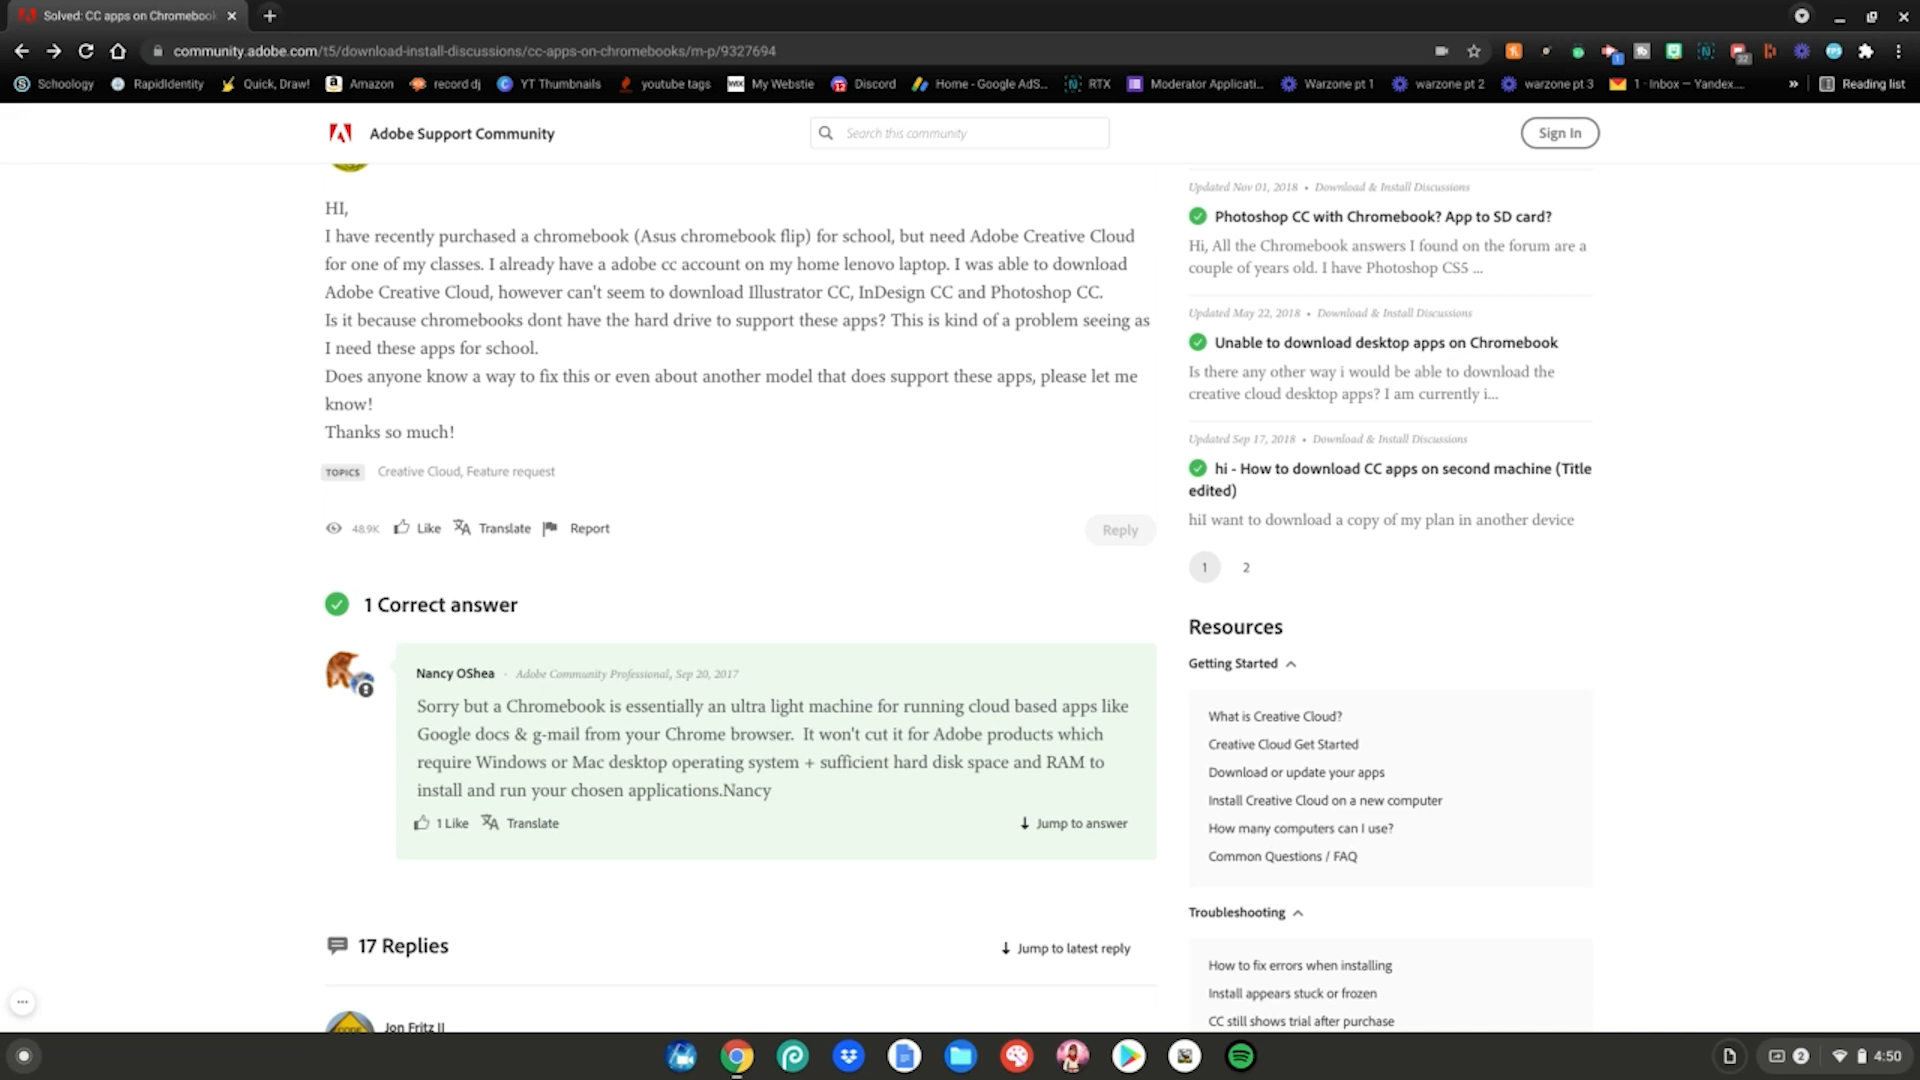 Solved: CC apps on Chromebook
community.adobe.com/t5/download-install-discussions/cc-apps-on-chromebooks/m-p/9327694
Schoology
RapidIdentity
Quick, Draw!
Amazon
record dj
YT Thumbnails
youtube tags
My Webstie
Discord
Home - Google AdS...
RTX
Moderator Applicati...
Warzone pt 1
warzone pt 2
warzone pt 3
1 · Inbox — Yandex....
Reading list
Adobe Support Community
Search this community
Sign In
HI,
I have recently purchased a chromebook (Asus chromebook flip) for school, but need Adobe Creative Cloud
for one of my classes. I already have a adobe cc account on my home lenovo laptop. I was able to download
Adobe Creative Cloud, however can't seem to download Illustrator CC, InDesign CC and Photoshop CC.
Is it because chromebooks dont have the hard drive to support these apps? This is kind of a problem seeing as
I need these apps for school.
Does anyone know a way to fix this or even about another model that does support these apps, please let me
know!
Thanks so much!
TOPICS Creative Cloud, Feature request
48.9K Like Translate Report
Reply
1 Correct answer
Nancy OShea · Adobe Community Professional, Sep 20, 2017
Sorry but a Chromebook is essentially an ultra light machine for running cloud based apps like
Google docs & g-mail from your Chrome browser.  It won't cut it for Adobe products which
require Windows or Mac desktop operating system + sufficient hard disk space and RAM to
install and run your chosen applications.Nancy
1 Like Translate
Jump to answer
17 Replies
Jump to latest reply
Jon Fritz II
Updated Nov 01, 2018 • Download & Install Discussions
Photoshop CC with Chromebook? App to SD card?
Hi, All the Chromebook answers I found on the forum are a
couple of years old. I have Photoshop CS5 ...
Updated May 22, 2018 • Download & Install Discussions
Unable to download desktop apps on Chromebook
Is there any other way i would be able to download the
creative cloud desktop apps? I am currently i...
Updated Sep 17, 2018 • Download & Install Discussions
hi - How to download CC apps on second machine (Title
edited)
hiI want to download a copy of my plan in another device
1 2
Resources
Getting Started
What is Creative Cloud?
Creative Cloud Get Started
Download or update your apps
Install Creative Cloud on a new computer
How many computers can I use?
Common Questions / FAQ
Troubleshooting
How to fix errors when installing
Install appears stuck or frozen
CC still shows trial after purchase
2
4:50